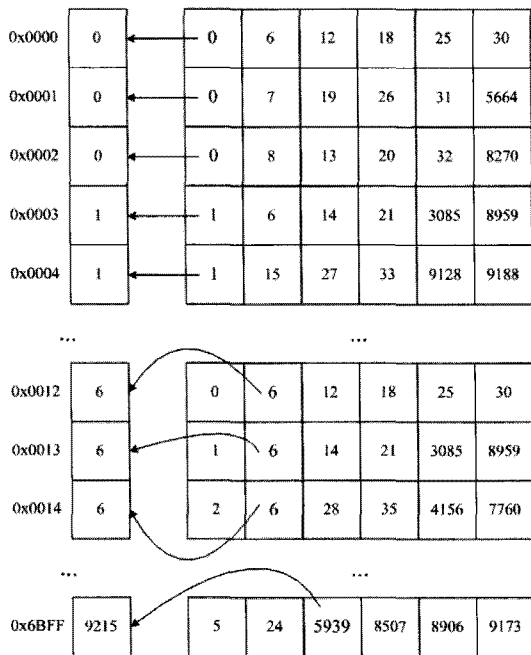 0x0000 0 0 6 12 18 25 30
0x0001 0 0 7 19 26 31 5664
0x0002 0 0 8 13 20 32 8270
0x0003 1 1 6 14 21 3085 8959
0x0004 1 1 15 27 33 9128 9188
... ...
0x0012 6 0 6 12 18 25 30
0x0013 6 1 6 14 21 3085 8959
0x0014 6 2 6 28 35 4156 7760
... ...
0x6BFF 9215 5 24 5939 8507 8906 9173